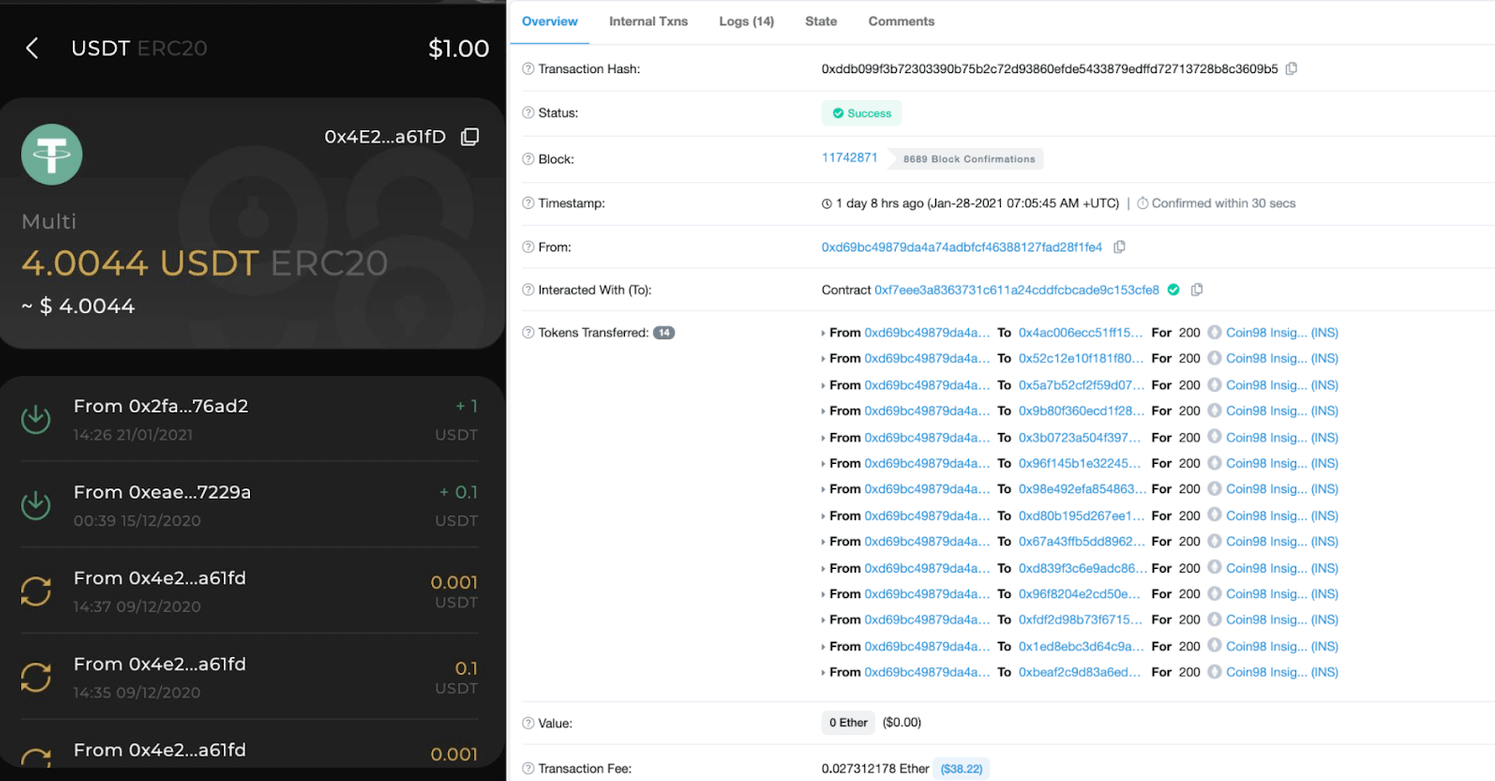 USDT ERC20
$1.00
0x4E2...a61fD
Multi
4.0044 USDT ERC20
~ $ 4.0044
From 0x2fa...76ad2 + 1
14:26 21/01/2021 USDT
From 0xeae...7229a + 0.1
00:39 15/12/2020 USDT
From 0x4e2...a61fd 0.001
14:37 09/12/2020 USDT
From 0x4e2...a61fd 0.1
14:35 09/12/2020 USDT
From 0x4e2...a61fd 0.001
Overview Internal Txns Logs (14) State Comments
Transaction Hash: 0xddb099f3b72303390b75b2c72d93860efde5433879edffd72713728b8c3609b5
Status: Success
Block: 11742871 8689 Block Confirmations
Timestamp: 1 day 8 hrs ago (Jan-28-2021 07:05:45 AM +UTC) | Confirmed within 30 secs
From: 0xd69bc49879da4a74adbfcf46388127fad28f1fe4
Interacted With (To): Contract 0xf7eee3a8363731c611a24cddfcbcade9c153cfe8
Tokens Transferred: 14 From 0xd69bc49879da4a... To 0x4ac006ecc51ff15... For 200 Coin98 Insig... (INS)
From 0xd69bc49879da4a... To 0x52c12e10f181f80... For 200 Coin98 Insig... (INS)
From 0xd69bc49879da4a... To 0x5a7b52cf2f59d07... For 200 Coin98 Insig... (INS)
From 0xd69bc49879da4a... To 0x9b80f360ecd1f28... For 200 Coin98 Insig... (INS)
From 0xd69bc49879da4a... To 0x3b0723a504f397... For 200 Coin98 Insig... (INS)
From 0xd69bc49879da4a... To 0x96f145b1e32245... For 200 Coin98 Insig... (INS)
From 0xd69bc49879da4a... To 0x98e492efa854863... For 200 Coin98 Insig... (INS)
From 0xd69bc49879da4a... To 0xd80b195d267ee1... For 200 Coin98 Insig... (INS)
From 0xd69bc49879da4a... To 0x67a43ffb5dd8962... For 200 Coin98 Insig... (INS)
From 0xd69bc49879da4a... To 0xd839f3c6e9adc86... For 200 Coin98 Insig... (INS)
From 0xd69bc49879da4a... To 0x96f8204e2cd50e... For 200 Coin98 Insig... (INS)
From 0xd69bc49879da4a... To 0xfdf2d98b73f6715... For 200 Coin98 Insig... (INS)
From 0xd69bc49879da4a... To 0x1ed8ebc3d64c9a... For 200 Coin98 Insig... (INS)
From 0xd69bc49879da4a... To 0xbeaf2c9d83a6ed... For 200 Coin98 Insig... (INS)
Value: 0 Ether ($0.00)
Transaction Fee: 0.027312178 Ether ($38.22)